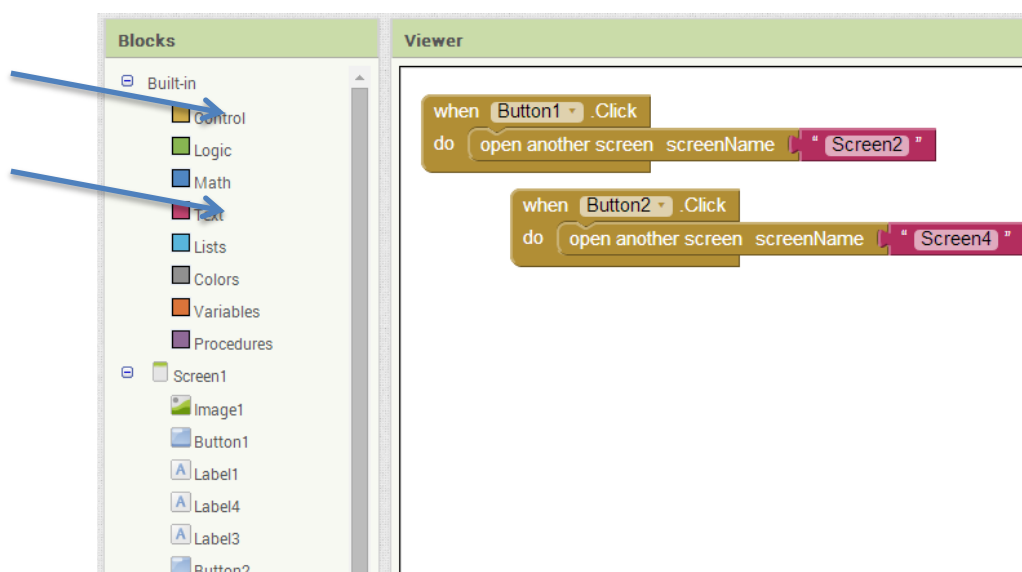 Blocks
Built-in
Control
Logic
Math
Text
Lists
Colors
Variables
Procedures
Screen1
Image1
Button1
Label1
Label4
Label3
Button2
Viewer
when Button1 .Click
do open another screen screenName " Screen2 "
when Button2 .Click
do open another screen screenName " Screen4 "